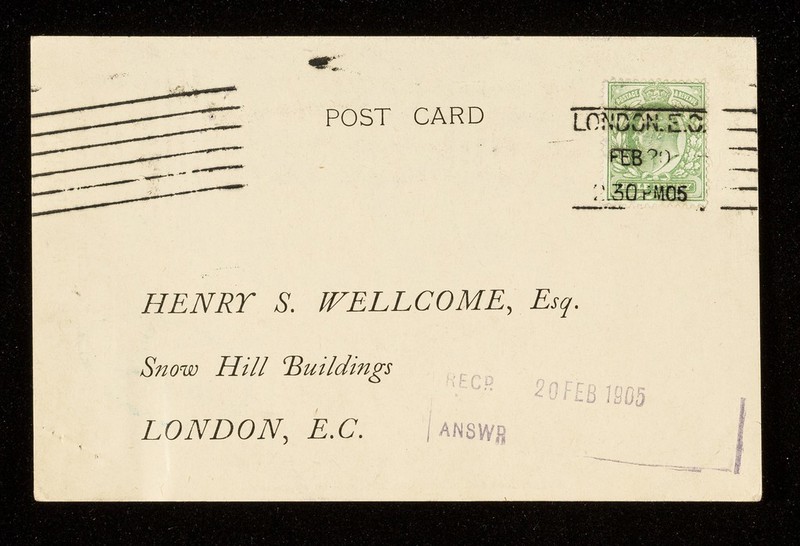 POST CARD
LONDON. E.C.
FEB 20
.30 PM 05
HENRY S. WELLCOME, Esq.
Snow Hill Buildings
LONDON, E.C.
RECD 20 FEB 1905
ANSWR